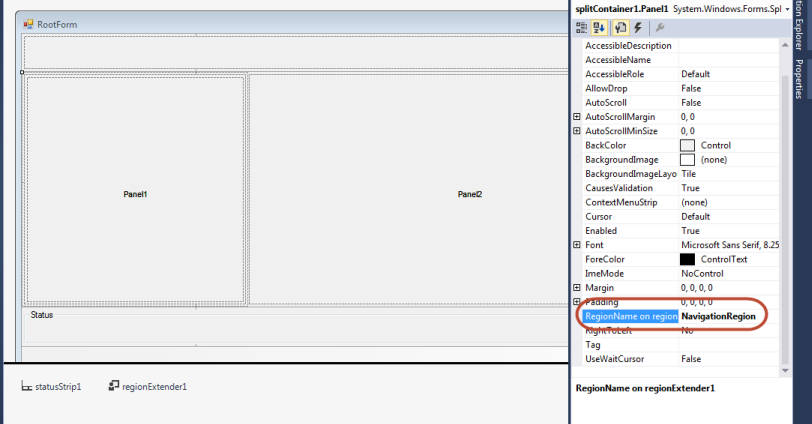 RootForm
Panel1
Panel2
Status
statusStrip1
regionExtender1
splitContainer1.Panel1 System.Windows.Forms.Spl
AccessibleDescription
AccessibleName
AccessibleRole Default
AllowDrop False
AutoScroll False
AutoScrollMargin 0, 0
AutoScrollMinSize 0, 0
BackColor Control
BackgroundImage (none)
BackgroundImageLayo Tile
CausesValidation True
ContextMenuStrip (none)
Cursor Default
Enabled True
Font Microsoft Sans Serif, 8.25
ForeColor ControlText
ImeMode NoControl
Margin 0, 0, 0, 0
Padding 0, 0, 0, 0
RegionName on region NavigationRegion
RightToLeft No
Tag
UseWaitCursor False
RegionName on regionExtender1
tion Explorer
Properties